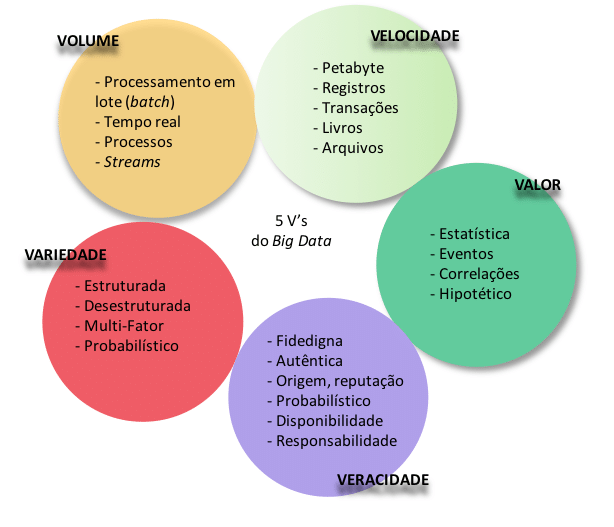 VOLUME
- Processamento em
lote (batch)
- Tempo real
- Processos
- Streams
VELOCIDADE
- Petabyte
- Registros
- Transações
- Livros
- Arquivos
VALOR
- Estatística
- Eventos
- Correlações
- Hipotético
5 V’s
do Big Data
VARIEDADE
- Estruturada
- Desestruturada
- Multi-Fator
- Probabilístico
- Fidedigna
- Autêntica
- Origem, reputação
- Probabilístico
- Disponibilidade
- Responsabilidade
VERACIDADE